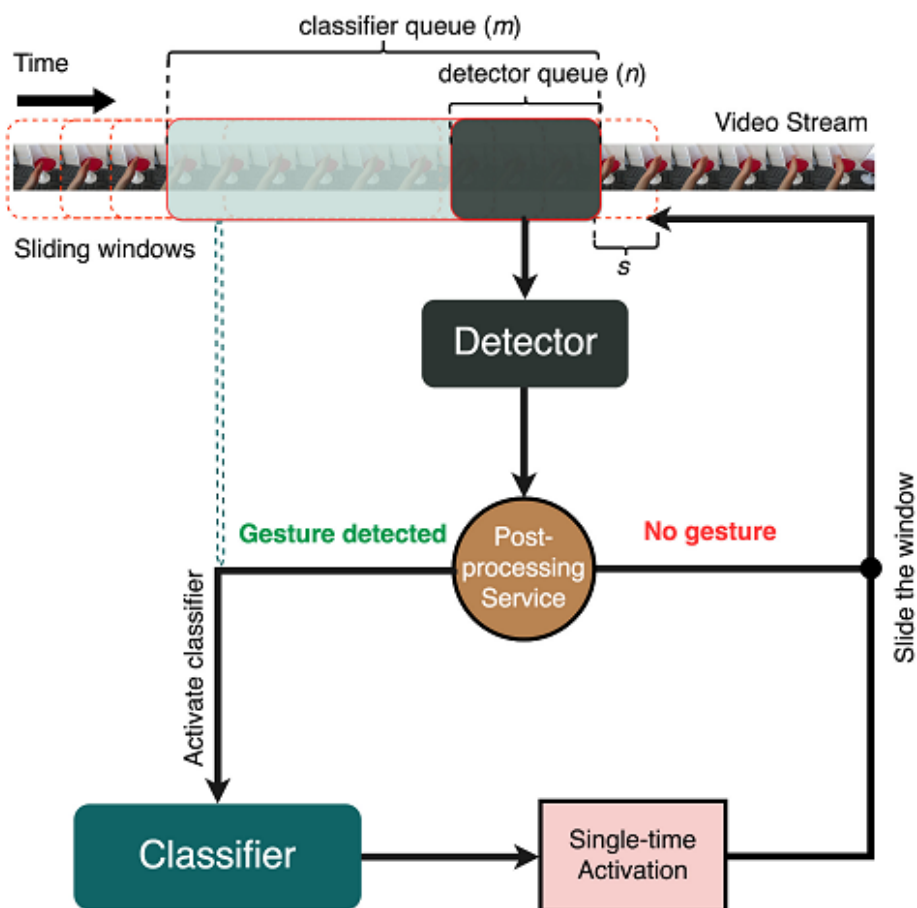 classifier queue (m)
detector queue (n)
Time
Video Stream
Sliding windows
s
Detector
Gesture detected
Post-
processing
Service
No gesture
Slide the window
Activate classifier
Classifier
Single-time
Activation